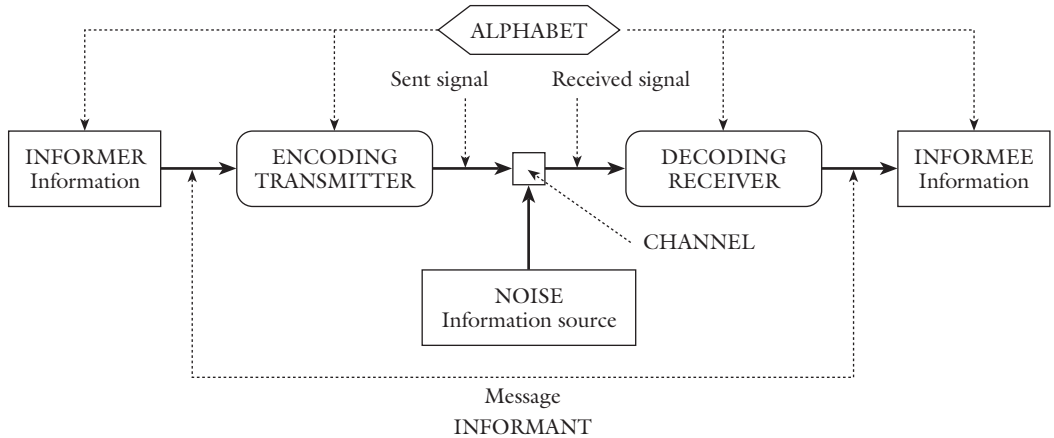 ALPHABET
Sent signal
Received signal
INFORMER
Information
ENCODING
TRANSMITTER
DECODING
RECEIVER
INFORMEE
Information
CHANNEL
NOISE
Information source
Message
INFORMANT